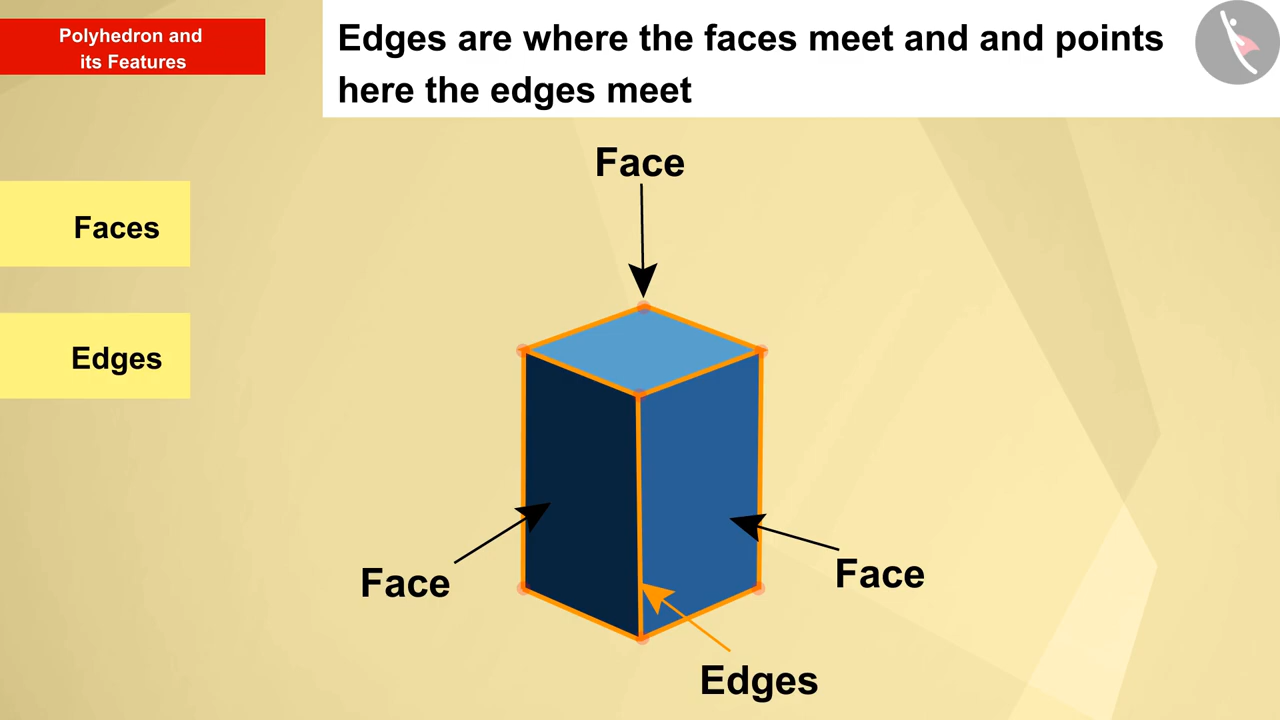 Polyhedron and
its Features
Edges are where the faces meet and and points
here the edges meet
Face
Faces
Edges
Face
Face
Edges